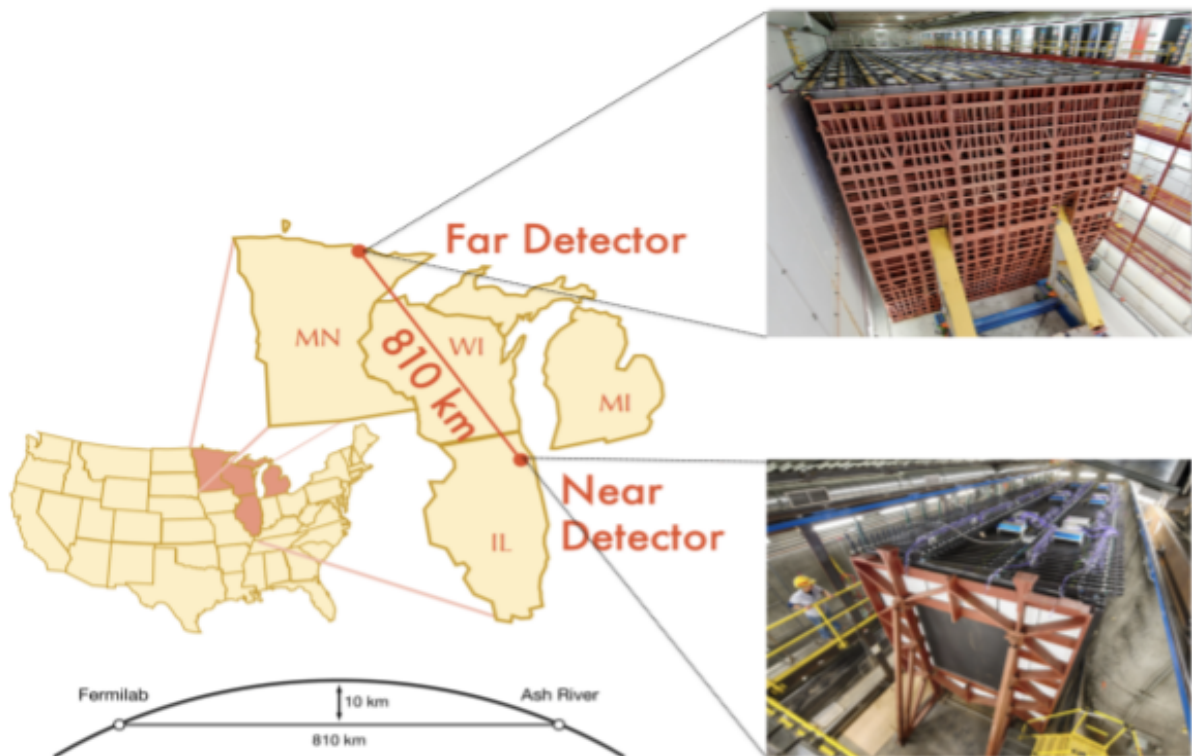 Far Detector
MN
WI
810 km
MI
Near
Detector
IL
Fermilab
Ash River
10 km
810 km